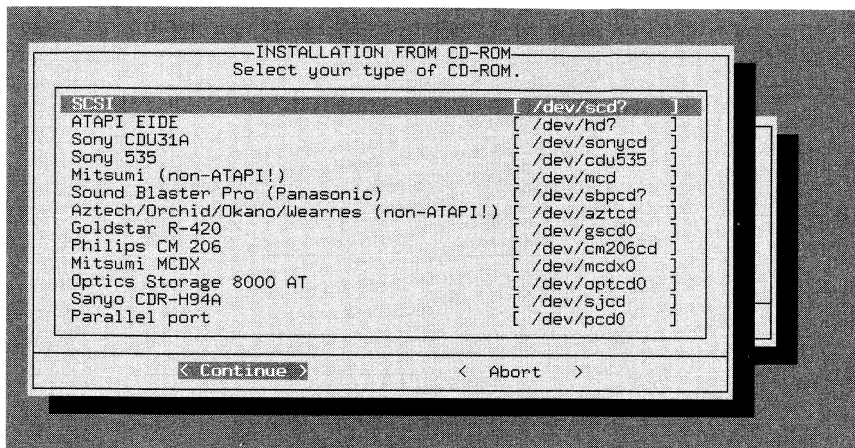 INSTALLATION FROM CD-ROM
Select your type of CD-ROM.
SCSI [ /dev/scd? ]
ATAPI EIDE [ /dev/hd? ]
Sony CDU31A [ /dev/sonycd ]
Sony 535 [ /dev/cdu535 ]
Mitsumi (non-ATAPI!) [ /dev/mcd ]
Sound Blaster Pro (Panasonic) [ /dev/sbpcd? ]
Aztech/Orchid/Okano/Wearnes (non-ATAPI!) [ /dev/aztcd ]
Goldstar R-420 [ /dev/gscd0 ]
Philips CM 206 [ /dev/cm206cd ]
Mitsumi MCDX [ /dev/mcdx0 ]
Optics Storage 8000 AT [ /dev/optcd0 ]
Sanyo CDR-H94A [ /dev/sjcd ]
Parallel port [ /dev/pcd0 ]
< Continue > < Abort >